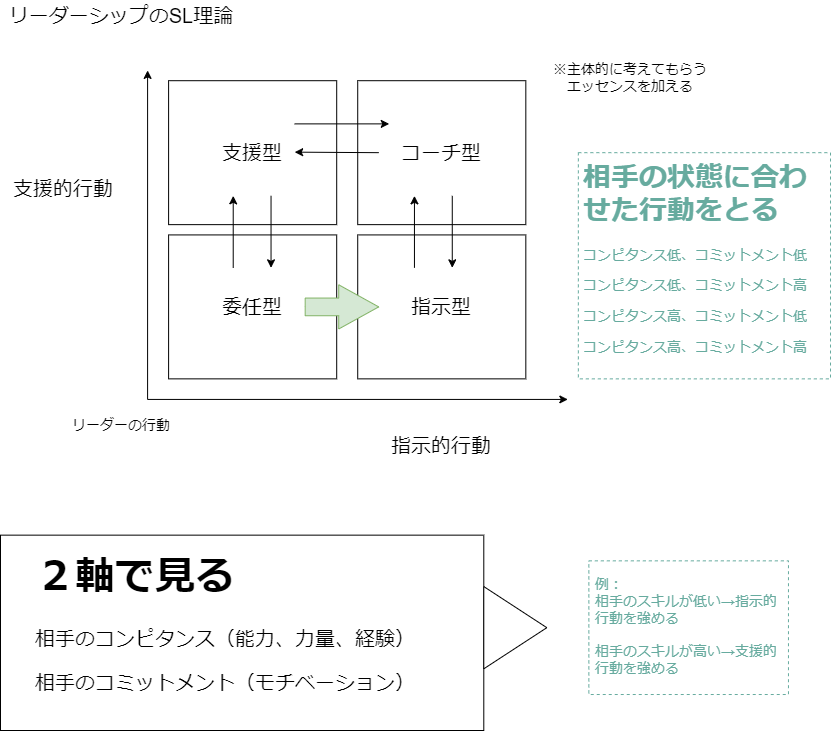 リーダーシップのSL理論
※主体的に考えてもらう
エッセンスを加える
支援型
コーチ型
支援的行動
委任型
指示型
リーダーの行動
指示的行動
相手の状態に合わ
せた行動をとる
コンピタンス低、コミットメント低
コンピタンス低、コミットメント高
コンピタンス高、コミットメント低
コンピタンス高、コミットメント高
２軸で見る
相手のコンピタンス（能力、力量、経験）
相手のコミットメント（モチベーション）
例：
相手のスキルが低い→指示的
行動を強める
相手のスキルが高い→支援的
行動を強める